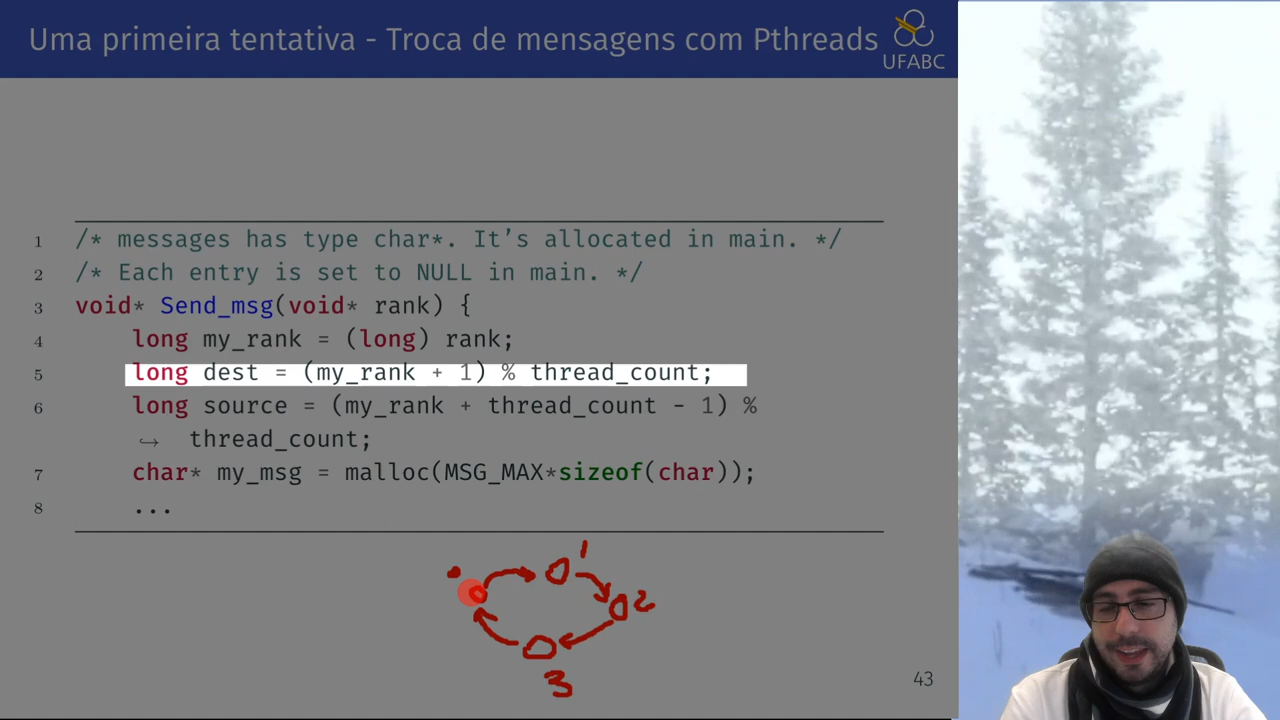 Uma primeira tentativa - Troca de mensagens com Pthreads
UFABC
1 /* messages has type char*. It’s allocated in main. */
2 /* Each entry is set to NULL in main. */
3 void* Send_msg(void* rank) {
4 long my_rank = (long) rank;
5 long dest = (my_rank + 1) % thread_count;
6 long source = (my_rank + thread_count - 1) %
↪ thread_count;
7 char* my_msg = malloc(MSG_MAX*sizeof(char));
8 ...
1
2
3
43